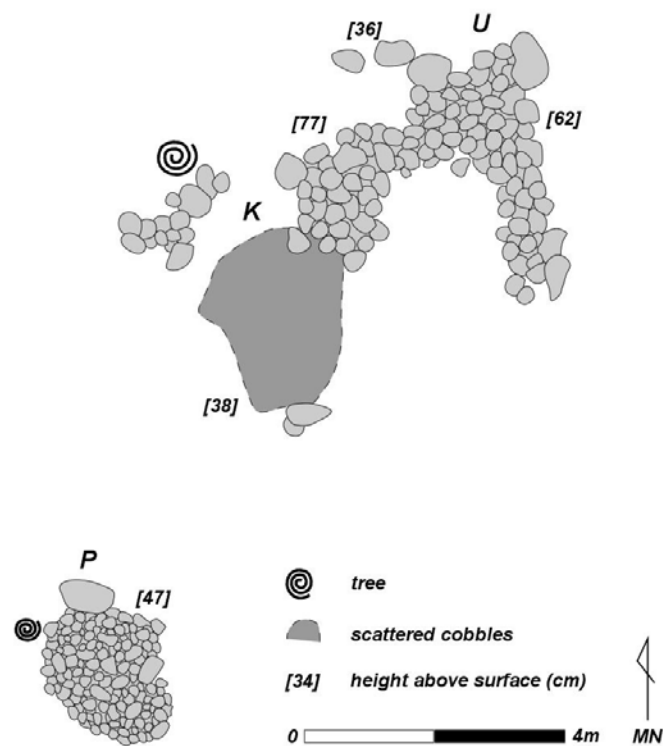 [36] U
[77] [62]
K
[38]
P
[47]
tree
scattered cobbles
[34] height above surface (cm)
0 4m
MN